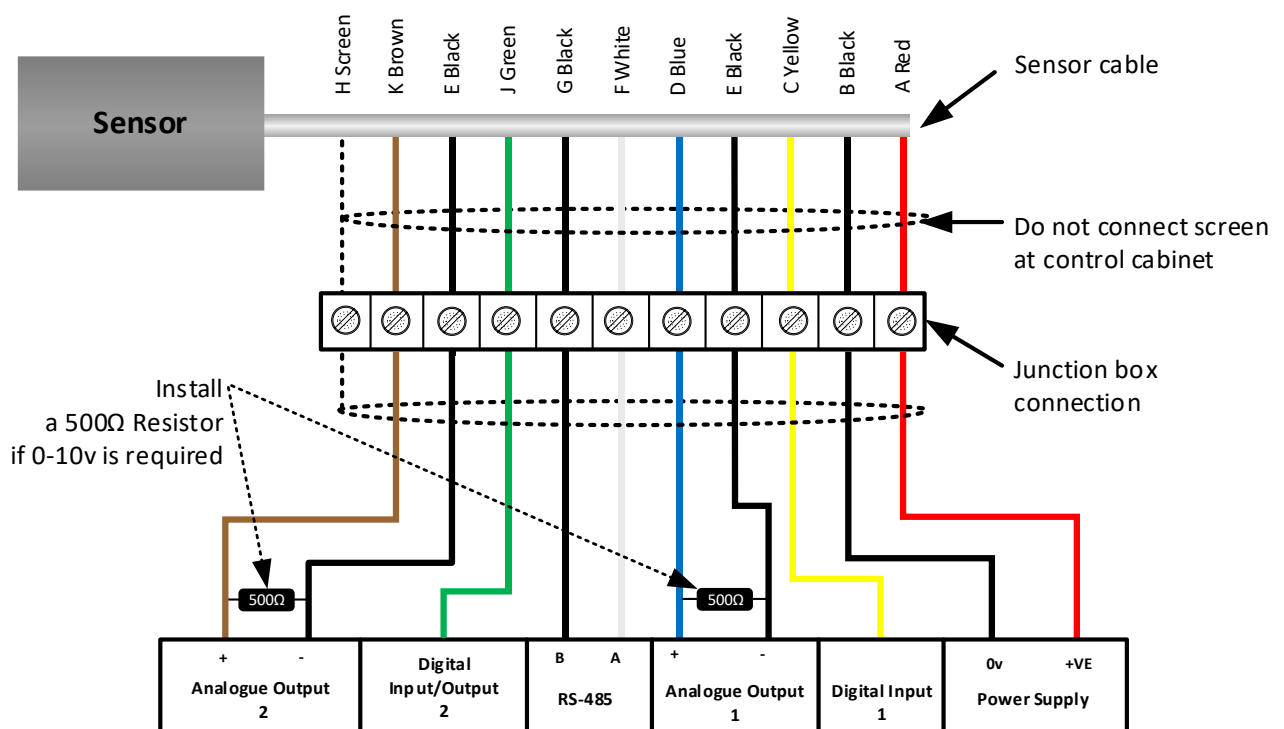 H Screen
K Brown
E Black
J Green
G Black
F White
D Blue
E Black
C Yellow
B Black
A Red
Sensor
Sensor cable
Do not connect screen
at control cabinet
Junction box
connection
Install
a 500Ω Resistor
if 0-10v is required
500Ω
500Ω
+ -
Analogue Output
2
Digital
Input/Output
2
B A
RS-485
+ -
Analogue Output
1
Digital Input
1
0v +VE
Power Supply